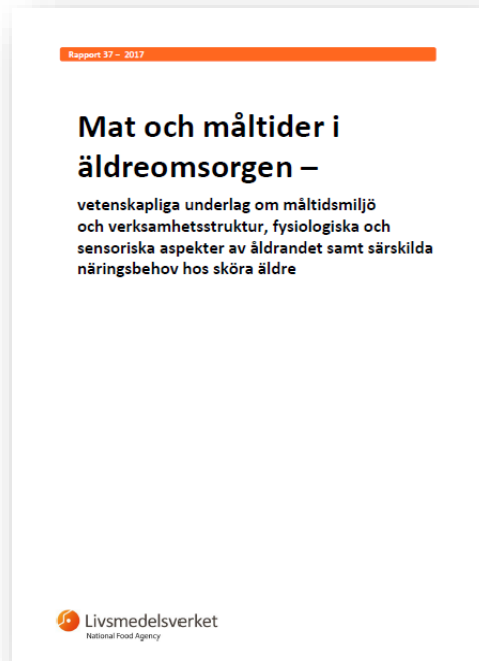 Rapport 37 – 2017
Mat och måltider i
äldreomsorgen –
vetenskapliga underlag om måltidsmiljö
och verksamhetsstruktur, fysiologiska och
sensoriska aspekter av åldrandet samt särskilda
näringsbehov hos sköra äldre
Livsmedelsverket
National Food Agency